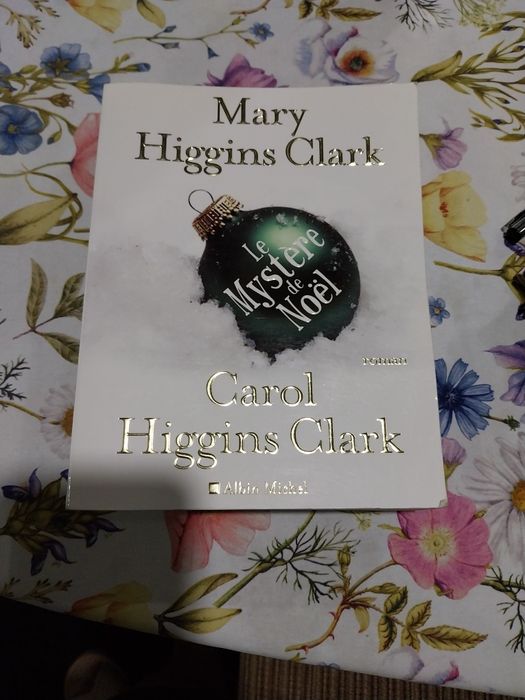 Mary
Higgins Clark
Le
Mystère
de
Noël
roman
Carol
Higgins Clark
Albin Michel